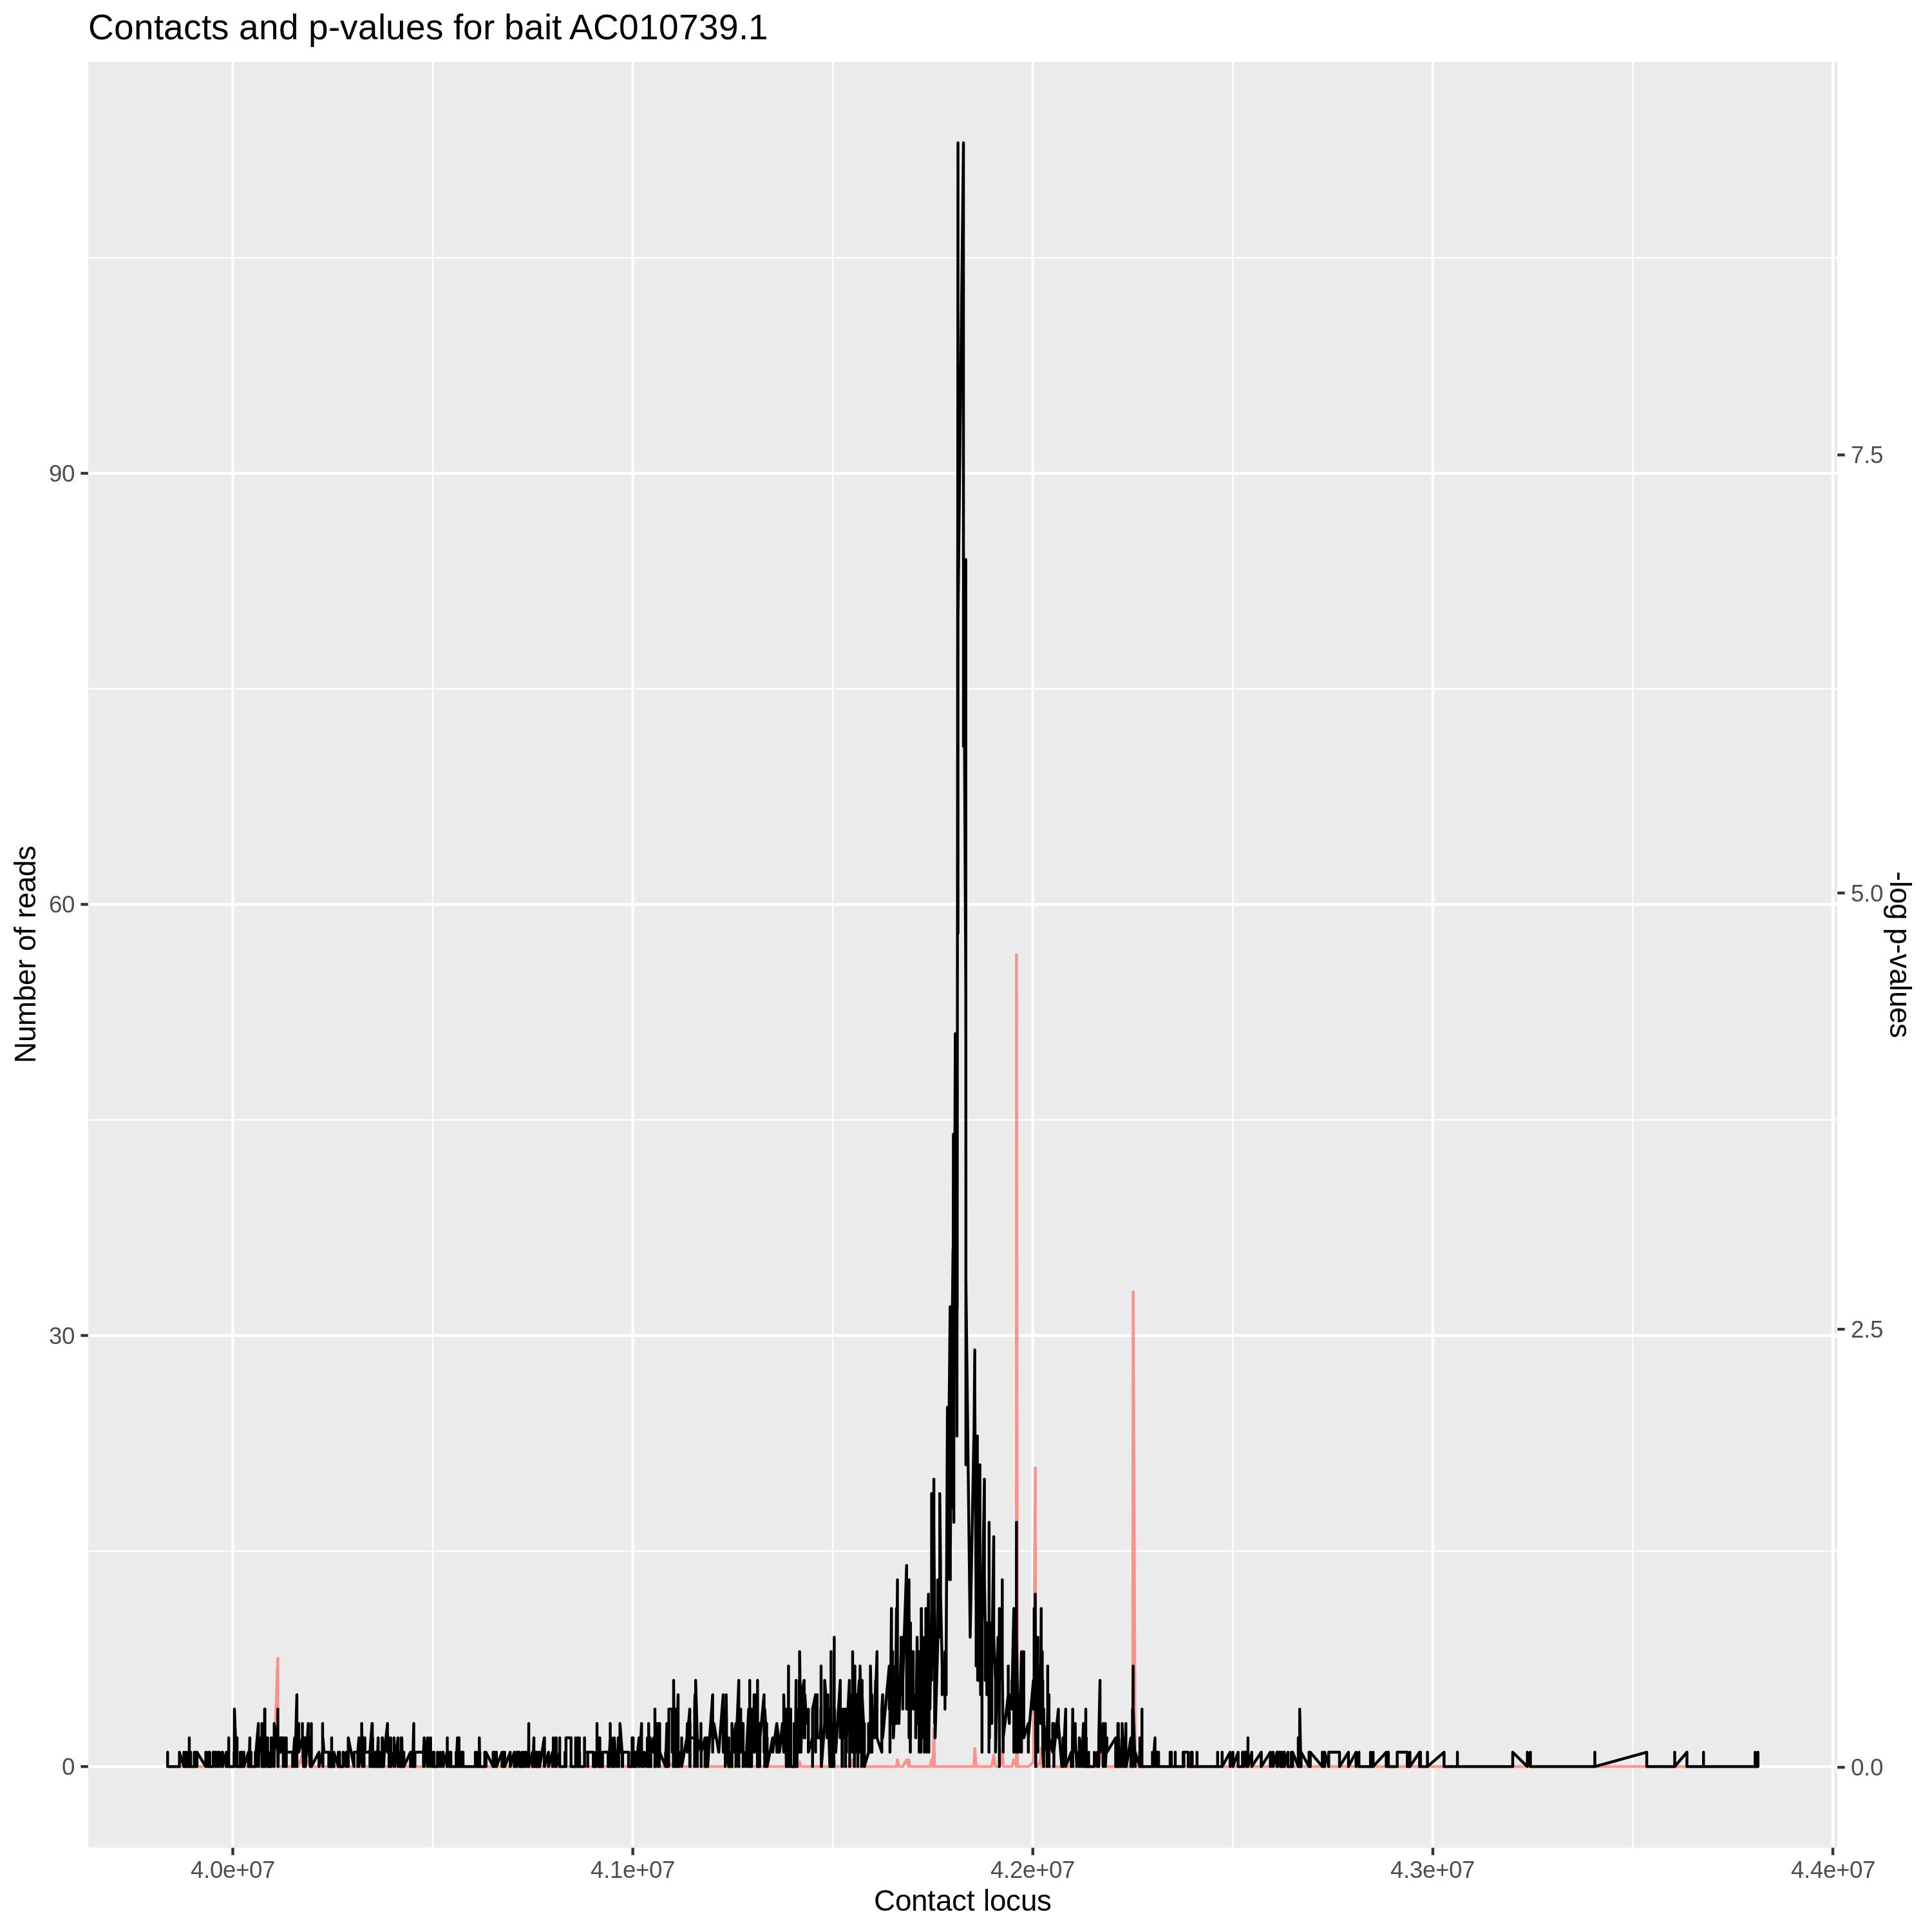 Contacts and p-values for bait AC010739.1
90
60
30
0
Number of reads
7.5
5.0
2.5
0.0
-log p-values
4.0e+07
4.1e+07
4.2e+07
4.3e+07
4.4e+07
Contact locus